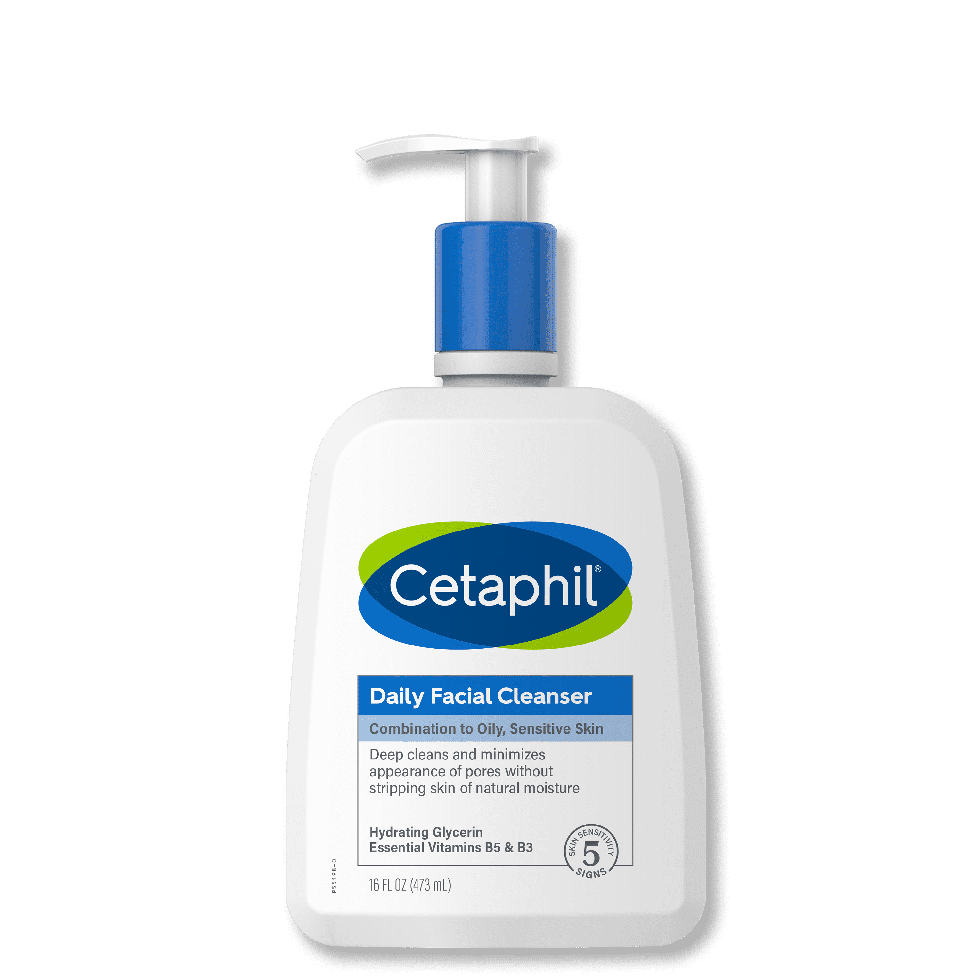 Cetaphil®
Daily Facial Cleanser
Combination to Oily, Sensitive Skin
Deep cleans and minimizes
appearance of pores without
stripping skin of natural moisture
Hydrating Glycerin
Essential Vitamins B5 & B3
SKIN SENSITIVITY
5
SIGNS
16 FL OZ (473 mL)